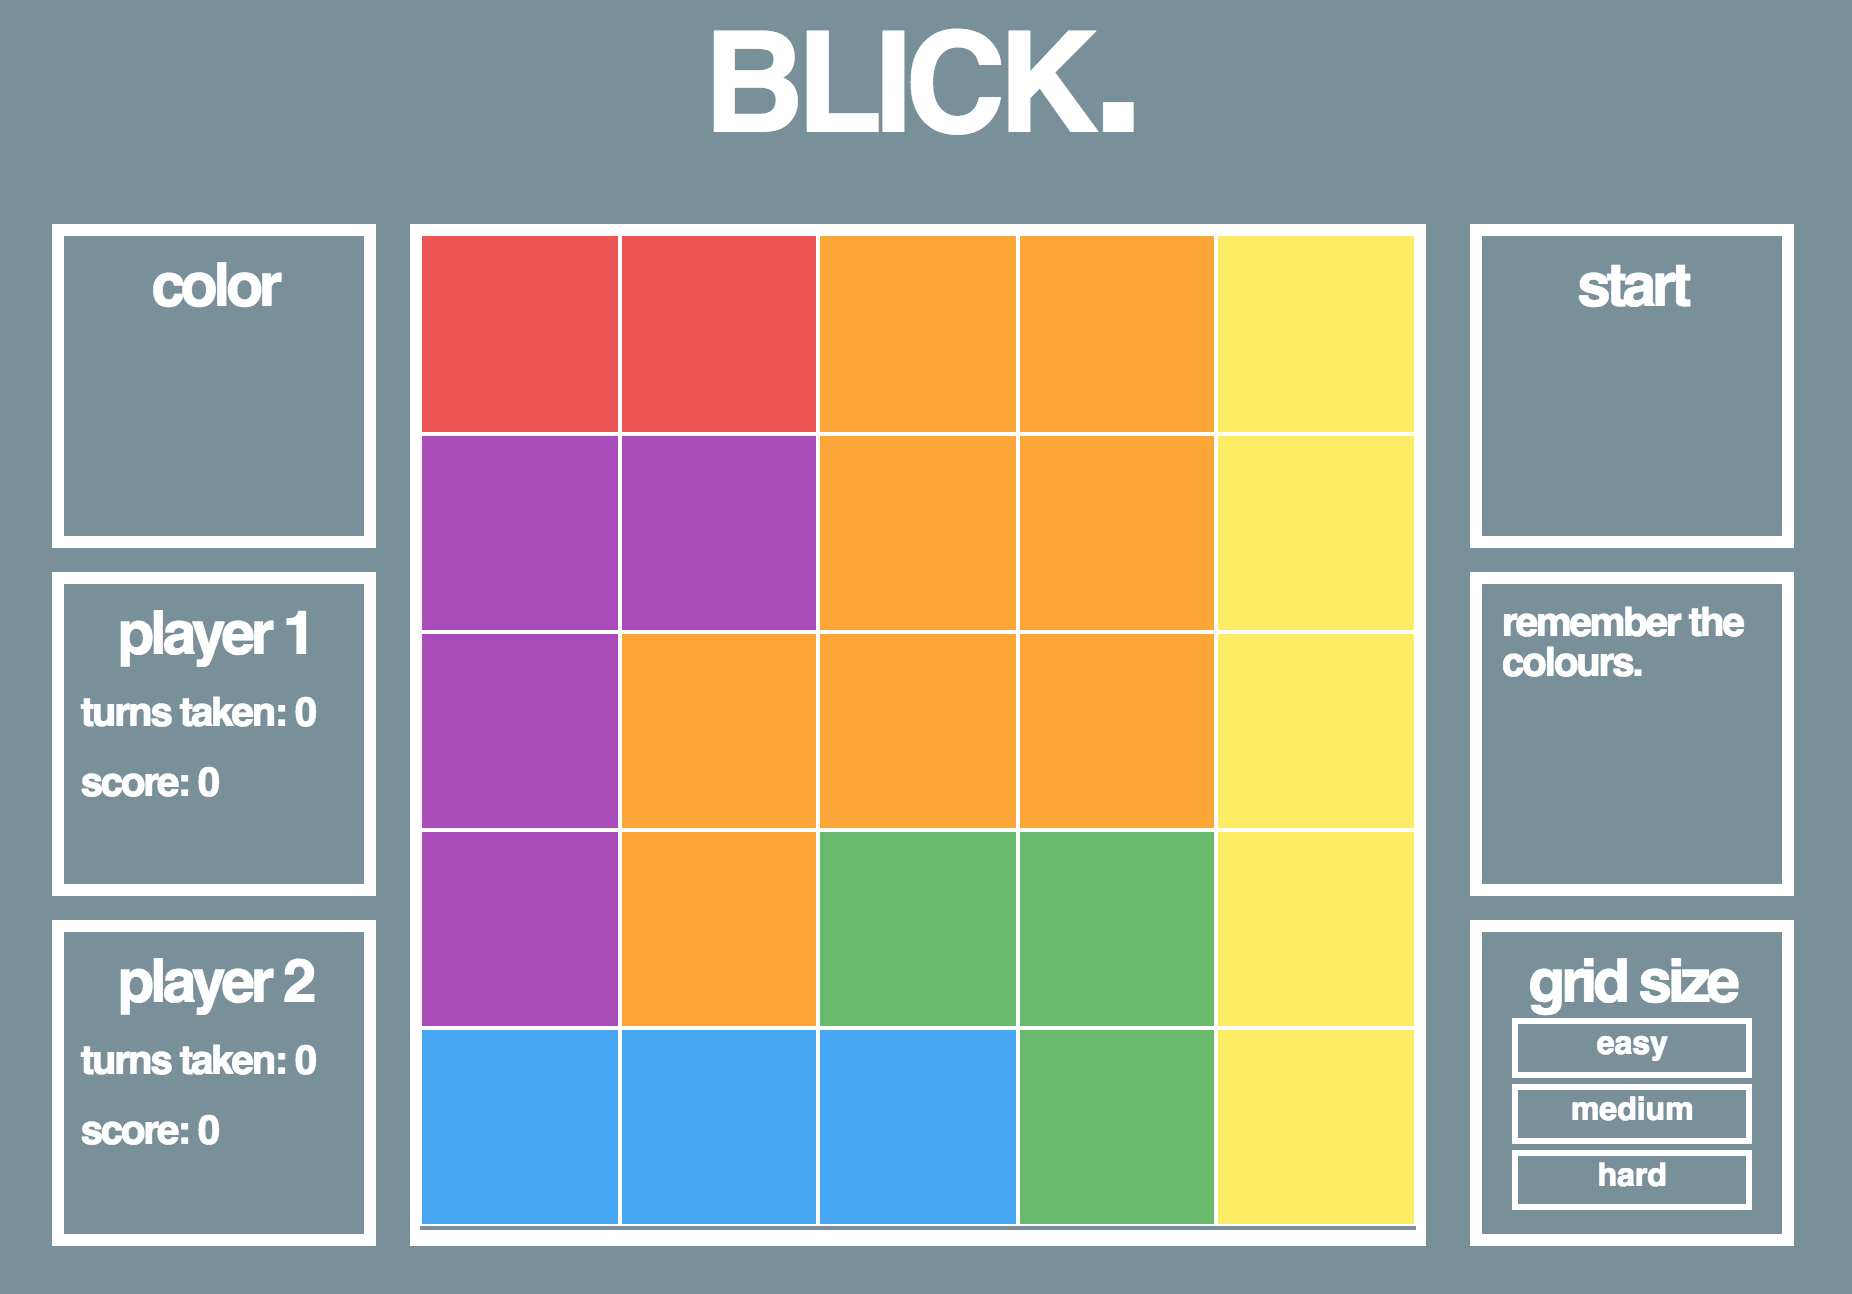 BLICK.
color
player 1
turns taken: 0
score: 0
player 2
turns taken: 0
score: 0
start
remember the
colours.
grid size
easy
medium
hard